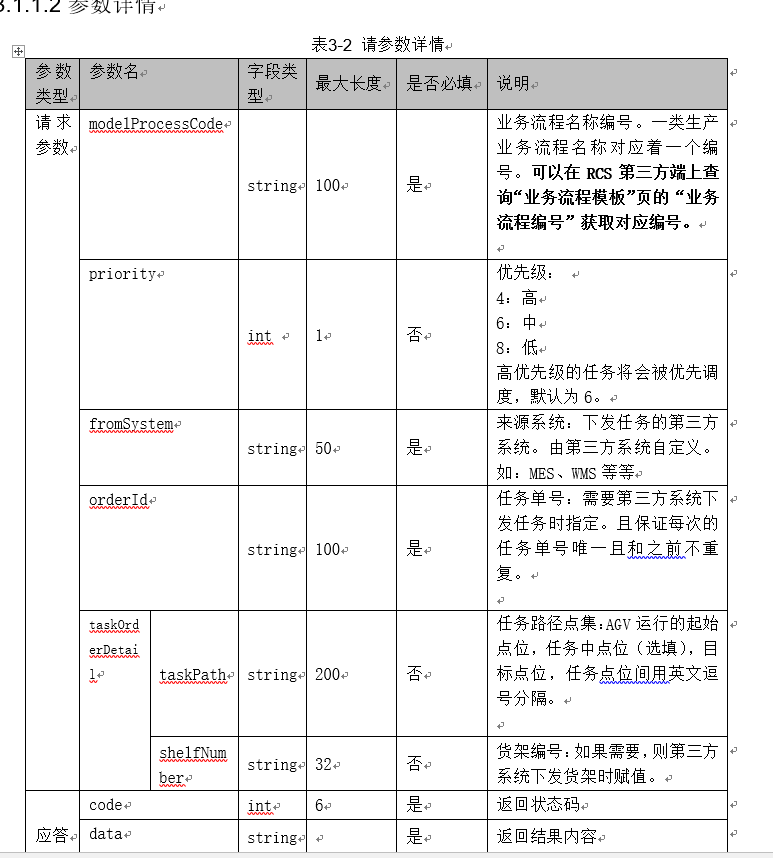 3.1.1.2 参数详情
表3-2 请参数详情
参数类型 参数名 字段类型 最大长度 是否必填 说明
请求参数
modelProcessCode
string 100 是
业务流程名称编号。一类生产
业务流程名称对应着一个编
号。可以在 RCS 第三方端上查
询“业务流程模板”页的 “业务
流程编号” 获取对应编号。
priority
int 1 否
优先级：
4：高
6：中
8：低
高优先级的任务将会被优先调
度，默认为 6。
fromSystem
string 50 是
来源系统：下发任务的第三方
系统。由第三方系统自定义。
如：MES、WMS 等等
orderId
string 100 是
任务单号：需要第三方系统下
发任务时指定。且保证每次的
任务单号唯一且和之前不重
复。
taskOrd
erDetai
l
taskPath string 200 否
任务路径点集：AGV 运行的起始
点位，任务中点位（选填），目
标点位，任务点位间用英文逗
号分隔。
shelfNum
ber
string 32 否
货架编号：如果需要，则第三方
系统下发货架时赋值。
应答
code int 6 是 返回状态码
data string 是 返回结果内容